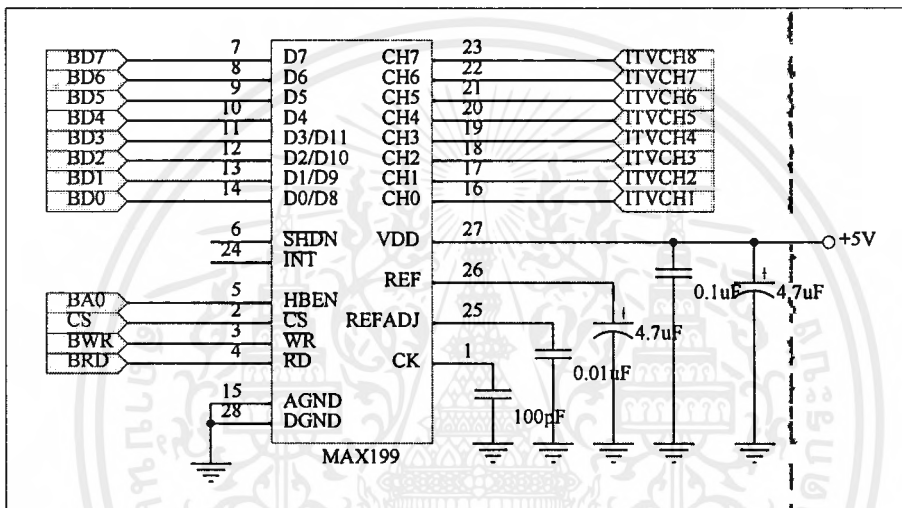 BD7 7 D7 CH7 23 ITVCH8
BD6 8 D6 CH6 22 ITVCH7
BD5 9 D5 CH5 21 ITVCH6
BD4 10 D4 CH4 20 ITVCH5
BD3 11 D3/D11 CH3 19 ITVCH4
BD2 12 D2/D10 CH2 18 ITVCH3
BD1 13 D1/D9 CH1 17 ITVCH2
BD0 14 D0/D8 CH0 16 ITVCH1
6 SHDN VDD 27 +5V
24 INT
REF 26
0.1uF 4.7uF
BA0 5 HBEN
CS 2 CS REFADJ 25
BWR 3 WR 4.7uF
BRD 4 RD CK 1 0.01uF
15 AGND
28 DGND 100pF
MAX199